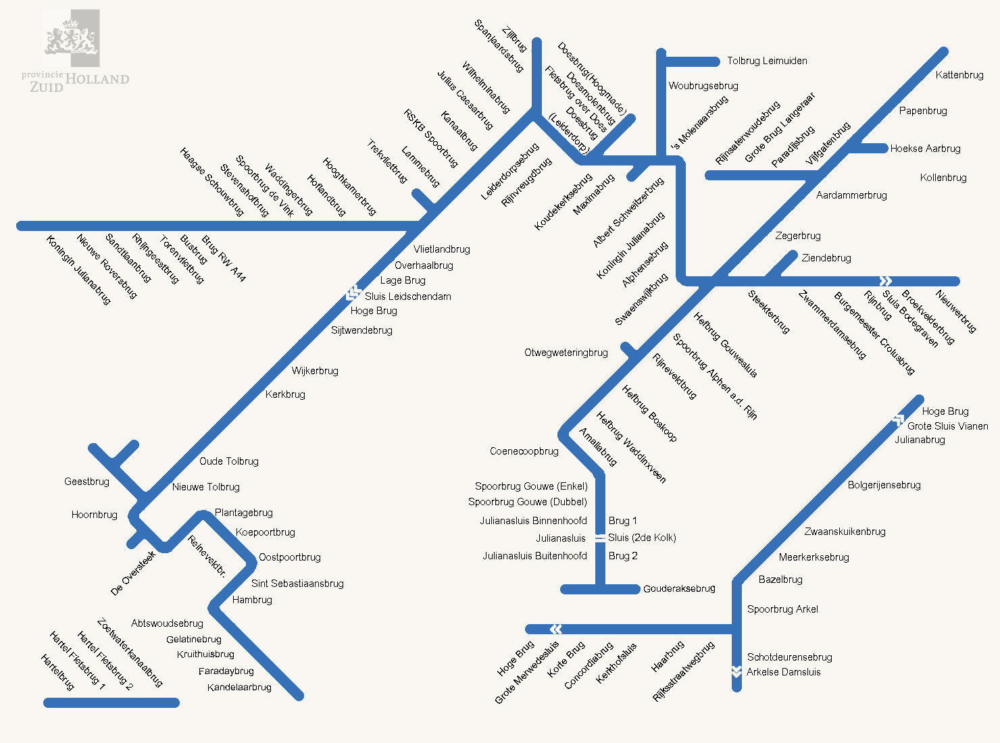 provincie
ZUID HOLLAND
Zijlbrug
Spanjaardsbrug
Wilhelminabrug
Julius Caesarbrug
Kanaalbrug
RSKB Spoorbrug
Lammebrug
Trekvlietbrug
Hooghkamerbrug
Hoflandbrug
Waddingerbrug
Spoorbrug de Vink
Stevenshofbrug
Haagse Schouwbrug
Koningin Julianabrug
Nieuwe Roversbrug
Sandtlaanbrug
Rhijngeestbrug
Torenvlietbrug
Busbrug
Brug RW A44
Doesbrug(Hoogmade)
Doesmolenbrug
Fietsbrug over Does
Doesbrug
(Leiderdorp)
Leiderdorpsebrug
Rijnvreugdbrug
Koudekerksebrug
Maximabrug
Albert Schweitzerbrug
Koningin Julianabrug
Alphensebrug
Swaenswijkbrug
Tolbrug Leimuiden
Woubrugsebrug
's Molenaarsbrug
Rijnsaterwoudebrug
Grote Brug Langeraar
Paradijsbrug
Vijfgatenbrug
Kattenbrug
Papenbrug
Hoekse Aarbrug
Kollenbrug
Aardammerbrug
Zegerbrug
Ziendebrug
Steekterbrug
Zwammerdamsebrug
Burgemeester Crolusbrug
Rijnbrug
Sluis Bodegraven
Broekvelderbrug
Nieuwerbrug
Vlietlandbrug
Overhaalbrug
Lage Brug
Sluis Leidschendam
Hoge Brug
Sijtwendebrug
Wijkerbrug
Kerkbrug
Oude Tolbrug
Nieuwe Tolbrug
Geestbrug
Hoornbrug
De Oversteek
Reineveldbr.
Plantagebrug
Koepoortbrug
Oostpoortbrug
Sint Sebastiaansbrug
Hambrug
Abtswoudsebrug
Gelatinebrug
Kruithuisbrug
Faradaybrug
Kandelaarbrug
Hartelbrug
Hartel Fietsbrug 1
Hartel Fietsbrug 2
Zoetwaterkanaalbrug
Hefbrug Gouwesluis
Spoorbrug Alphen a.d. Rijn
Otwegweteringbrug
Rijneveldbrug
Hefbrug Boskoop
Hefbrug Waddinxveen
Amaliabrug
Coenecoopbrug
Spoorbrug Gouwe (Enkel)
Spoorbrug Gouwe (Dubbel)
Julianasluis Binnenhoofd Brug 1
Julianasluis Sluis (2de Kolk)
Julianasluis Buitenhoofd Brug 2
Gouderaksebrug
Hoge Brug
Grote Sluis Vianen
Julianabrug
Bolgerijensebrug
Zwaanskuikenbrug
Meerkerksebrug
Bazelbrug
Spoorbrug Arkel
Schotdeurensebrug
Arkelse Damsluis
Hoge Brug
Grote Merwedesluis
Korte Brug
Concordiabrug
Kerkhofsluis
Haarbrug
Rijksstraatwegbrug